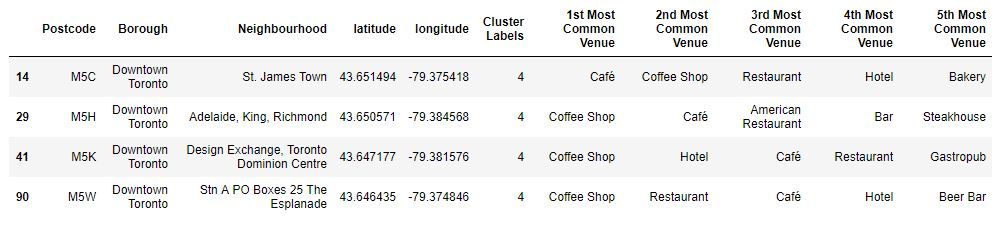 Postcode Borough Neighbourhood latitude longitude Cluster Labels 1st Most Common Venue 2nd Most Common Venue 3rd Most Common Venue 4th Most Common Venue 5th Most Common Venue
14 M5C Downtown Toronto St. James Town 43.651494 -79.375418 4 Café Coffee Shop Restaurant Hotel Bakery
29 M5H Downtown Toronto Adelaide, King, Richmond 43.650571 -79.384568 4 Coffee Shop Café American Restaurant Bar Steakhouse
41 M5K Downtown Toronto Design Exchange, Toronto Dominion Centre 43.647177 -79.381576 4 Coffee Shop Hotel Café Restaurant Gastropub
90 M5W Downtown Toronto Stn A PO Boxes 25 The Esplanade 43.646435 -79.374846 4 Coffee Shop Restaurant Café Hotel Beer Bar